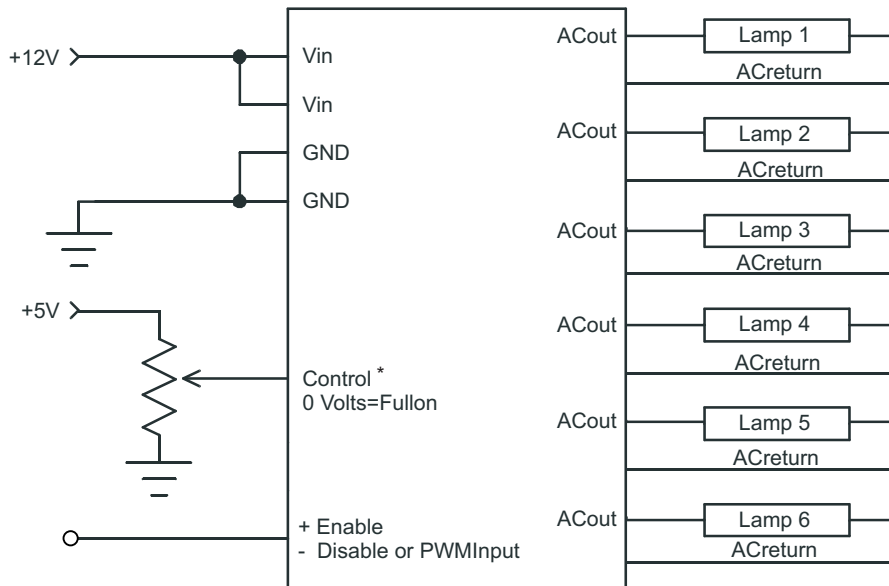 +12V
Vin
Vin
GND
GND
+5V
Control *
0 Volts=Fullon
+ Enable
- Disable or PWMInput
ACout
Lamp 1
ACreturn
ACout
Lamp 2
ACreturn
ACout
Lamp 3
ACreturn
ACout
Lamp 4
ACreturn
ACout
Lamp 5
ACreturn
ACout
Lamp 6
ACreturn